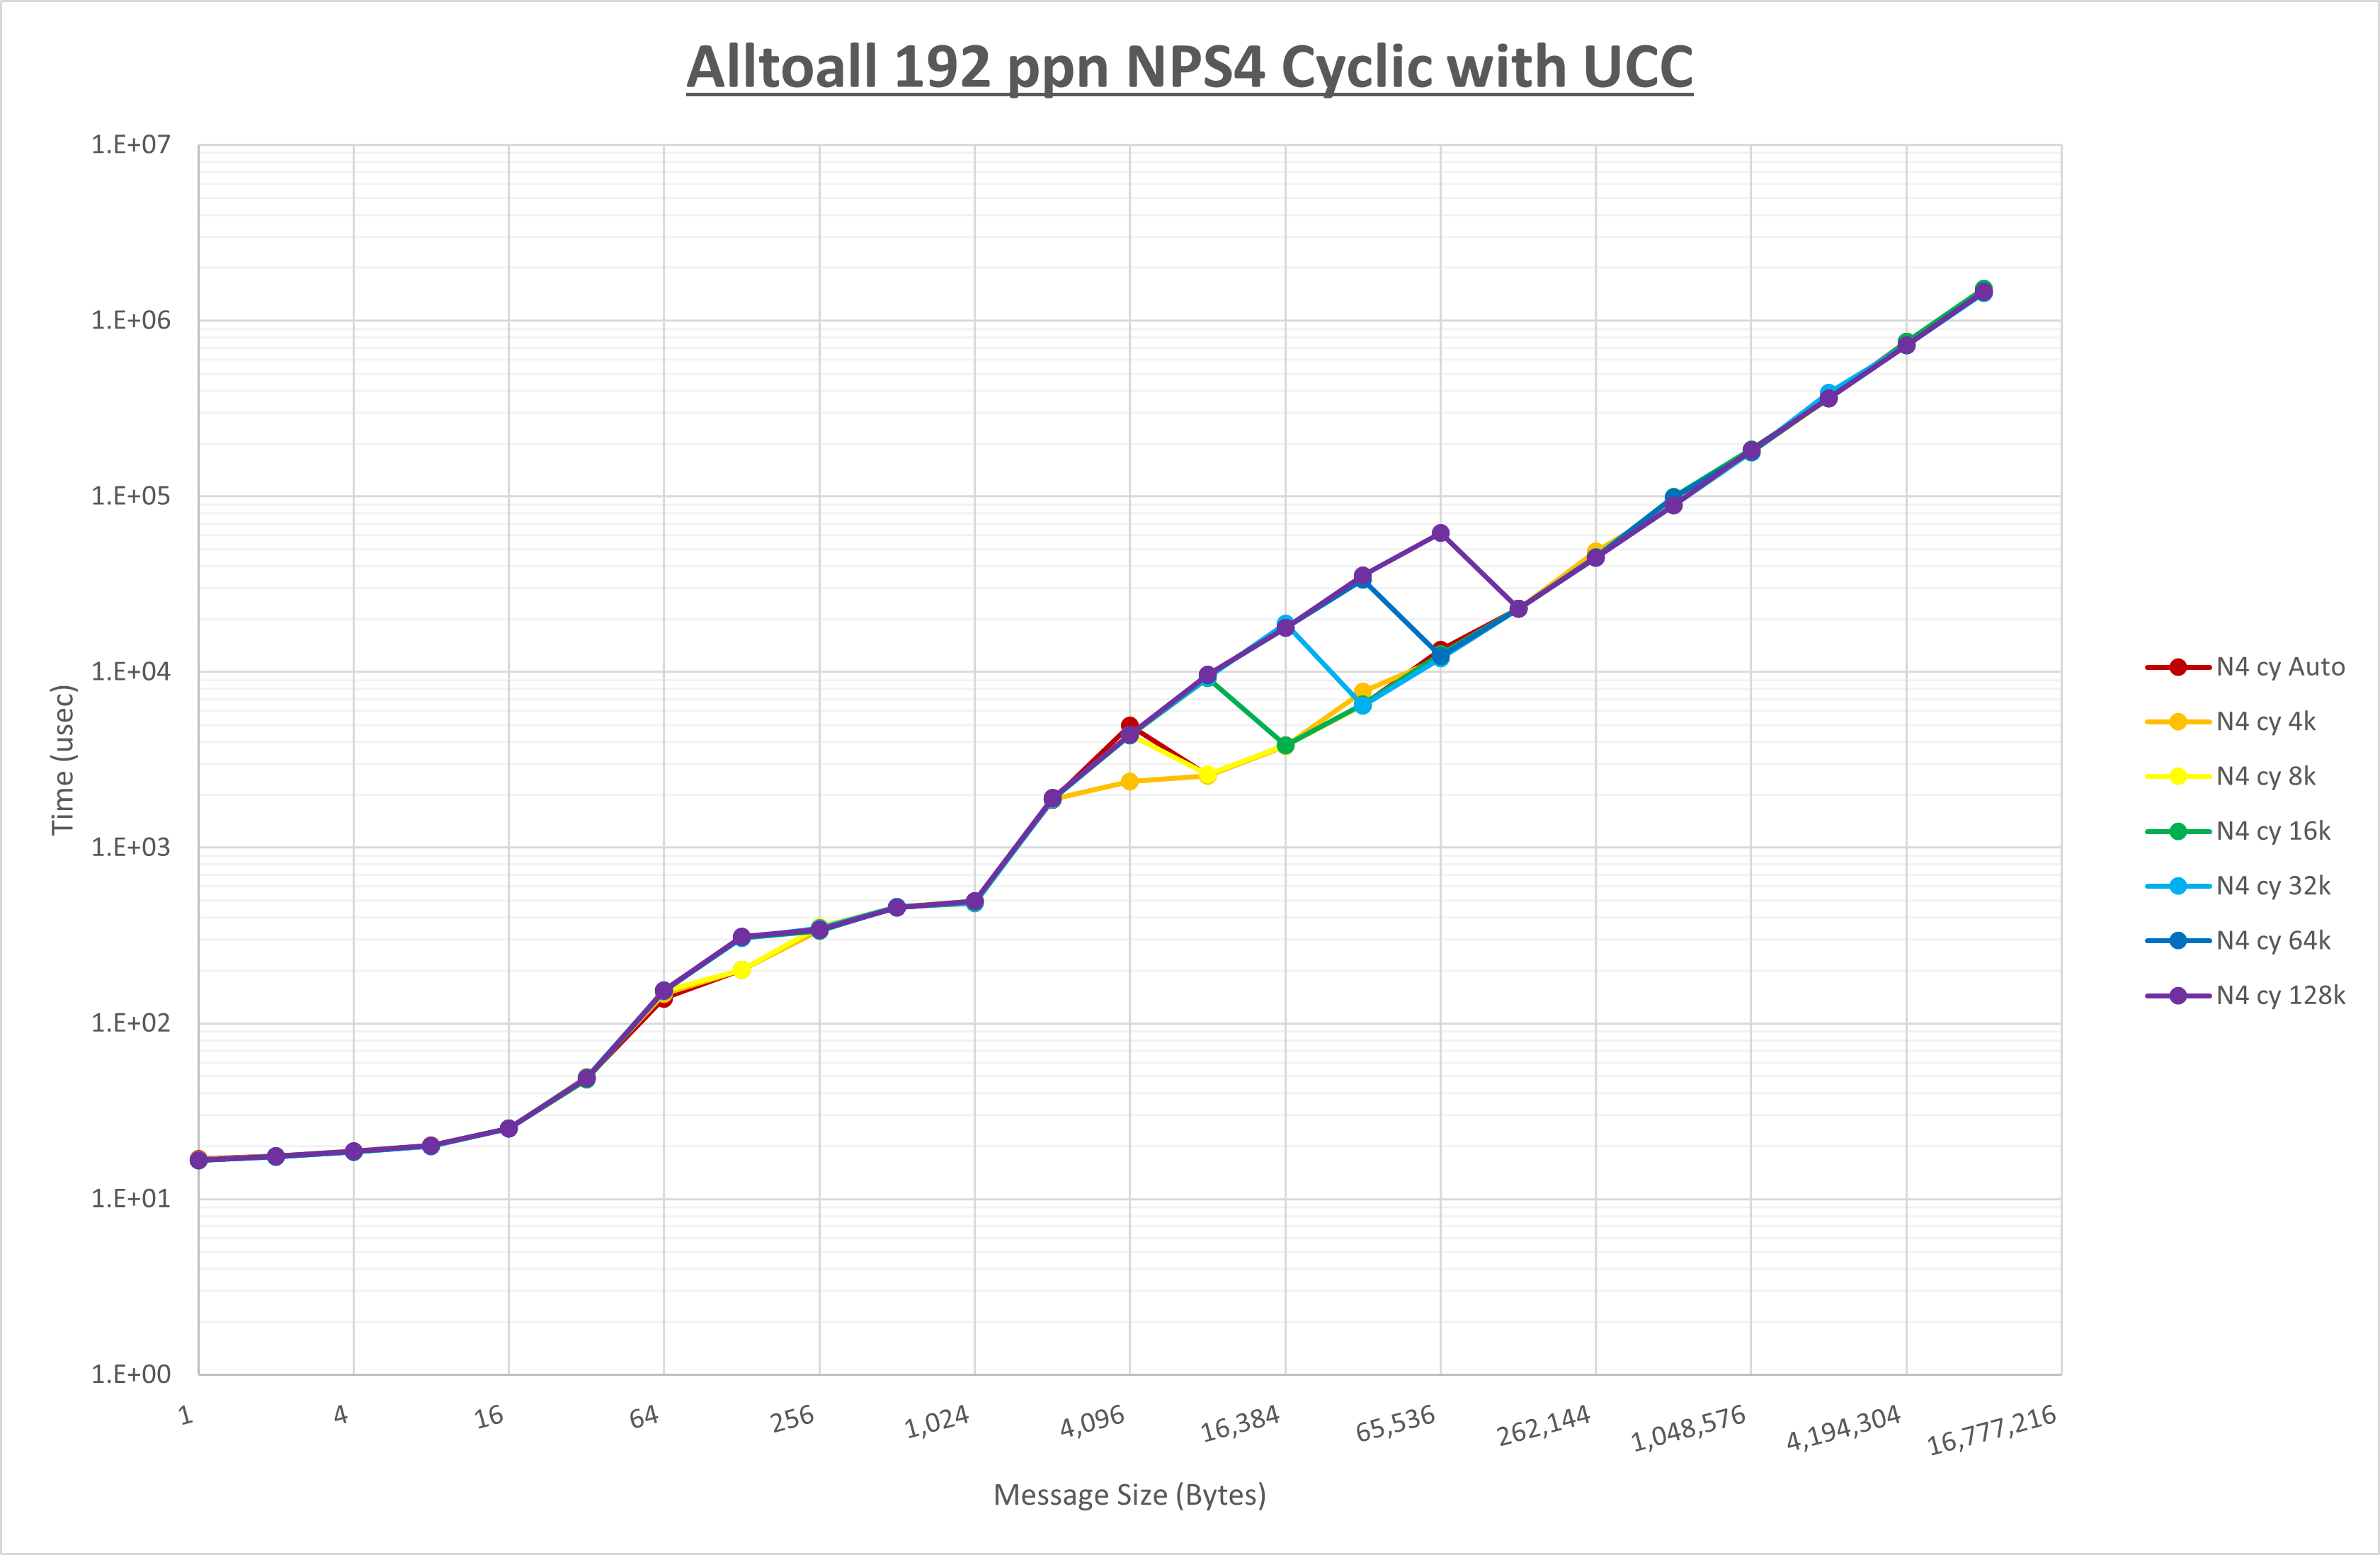 Alltoall 192 ppn NPS4 Cyclic with UCC
1.E+07
1.E+06
1.E+05
1.E+04
1.E+03
1.E+02
1.E+01
1.E+00
Time (usec)
1 4 16 64 256 1,024 4,096 16,384 65,536 262,144 1,048,576 4,194,304 16,777,216
Message Size (Bytes)
N4 cy Auto
N4 cy 4k
N4 cy 8k
N4 cy 16k
N4 cy 32k
N4 cy 64k
N4 cy 128k